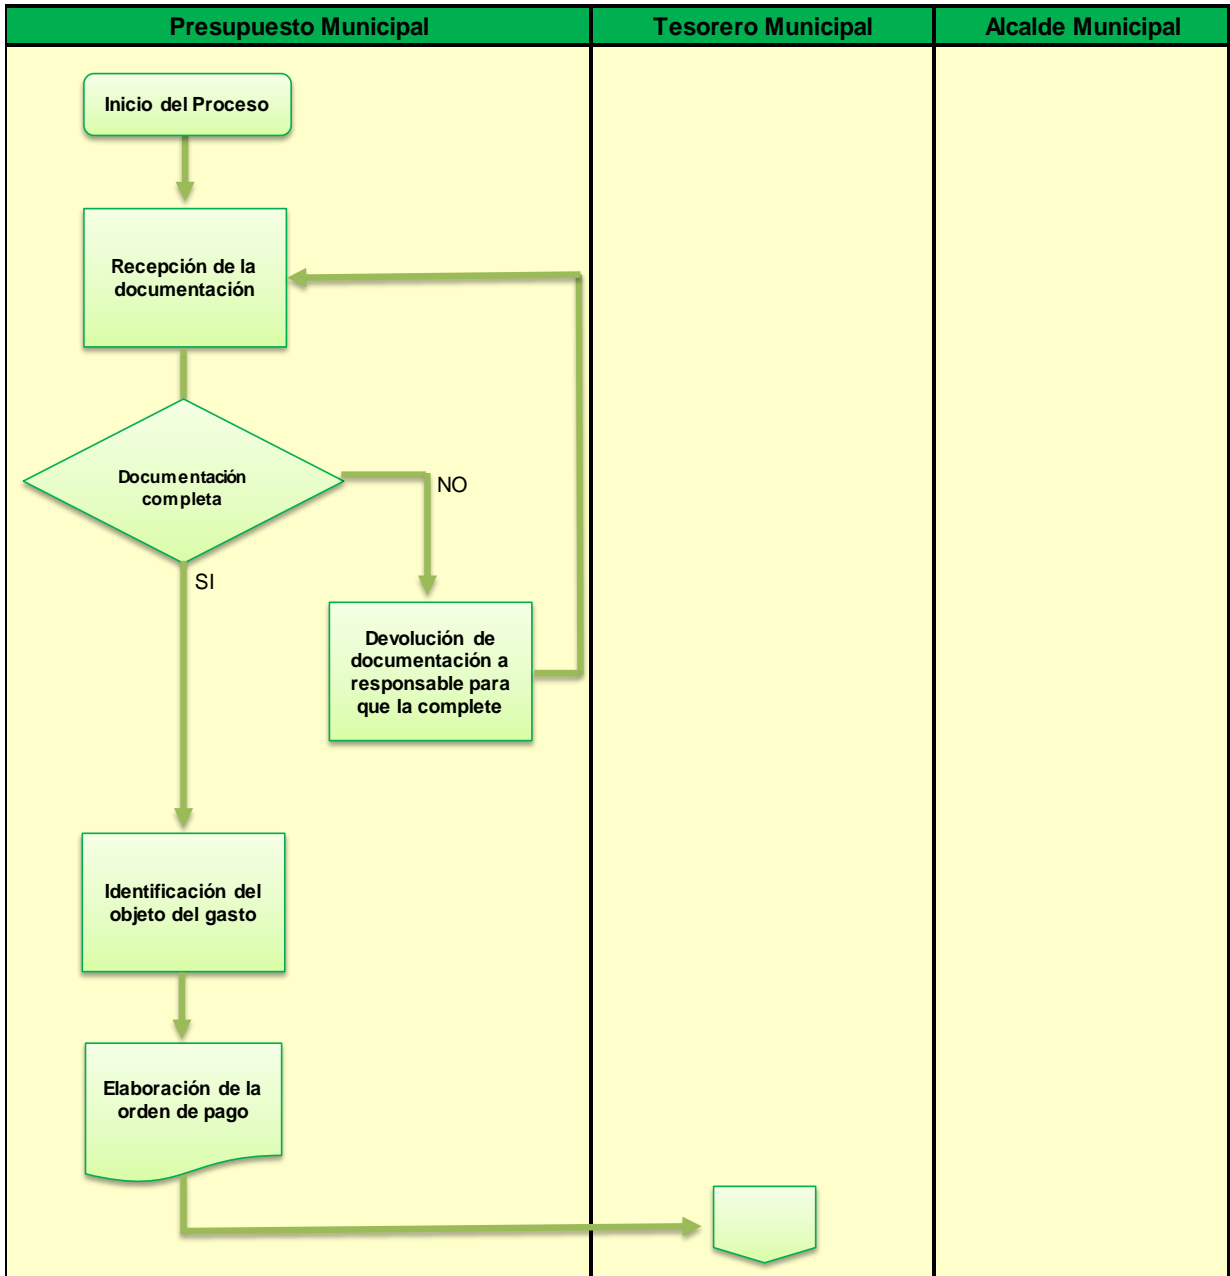 Presupuesto Municipal
Tesorero Municipal
Alcalde Municipal
Inicio del Proceso
Recepción de la
documentación
Documentación
completa
NO
SI
Devolución de
documentación a
responsable para
que la complete
Identificación del
objeto del gasto
Elaboración de la
orden de pago